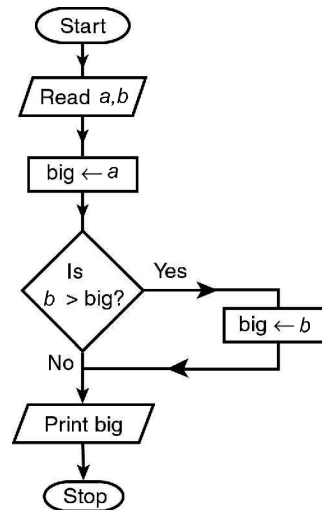 Start
Read a,b
big ← a
Is
b > big?
Yes
big ← b
No
Print big
Stop